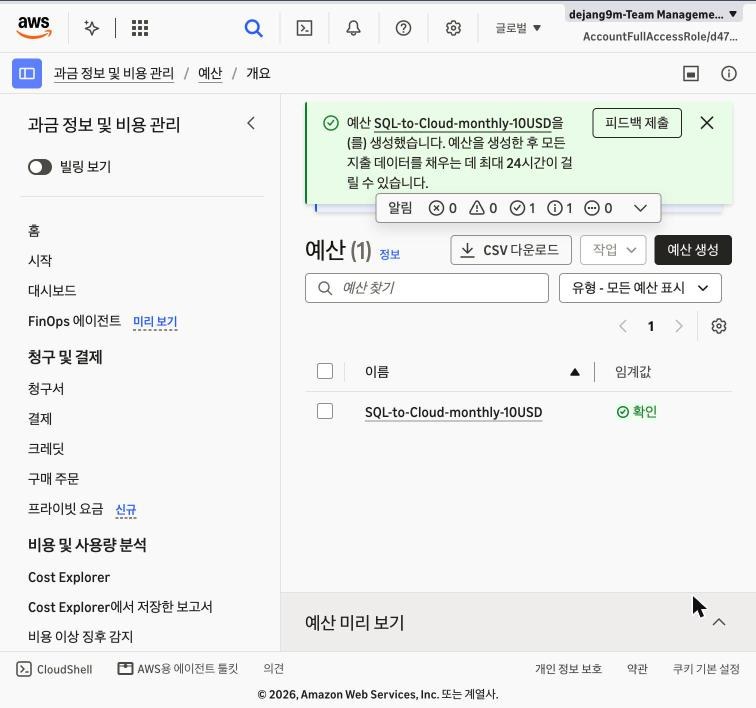 aws
글로벌
dejang9m-Team Manageme...
AccountFullAccessRole/d47...
과금 정보 및 비용 관리 / 예산 / 개요
과금 정보 및 비용 관리
빌링 보기
홈
시작
대시보드
FinOps 에이전트 미리 보기
청구 및 결제
청구서
결제
크레딧
구매 주문
프라이빗 요금 신규
비용 및 사용량 분석
Cost Explorer
Cost Explorer에서 저장한 보고서
비용 이상 징후 감지
예산 SQL-to-Cloud-monthly-10USD을
(를) 생성했습니다. 예산을 생성한 후 모든
지출 데이터를 채우는 데 최대 24시간이 걸
릴 수 있습니다.
피드백 제출
알림 0 0 1 1 0
예산 (1) 정보
CSV 다운로드
작업
예산 생성
예산 찾기
유형 - 모든 예산 표시
1
이름
임계값
SQL-to-Cloud-monthly-10USD
확인
예산 미리 보기
CloudShell
AWS용 에이전트 툴킷
의견
개인 정보 보호
약관
쿠키 기본 설정
© 2026, Amazon Web Services, Inc. 또는 계열사.